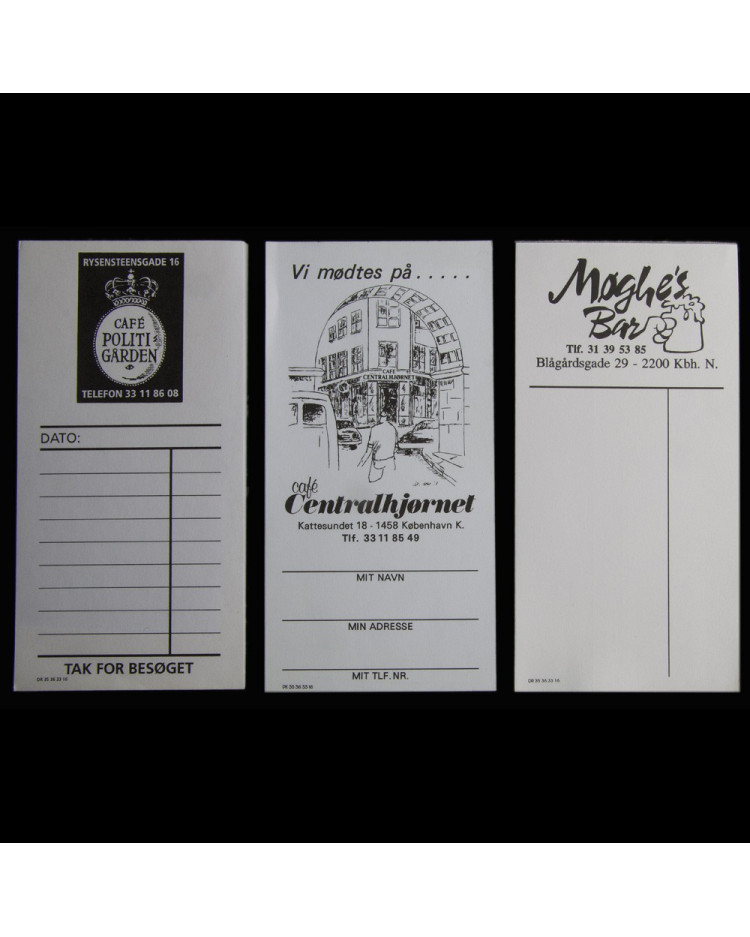 RYSENSTEENSGADE 16
CAFÉ
POLITI
GÅRDEN
TELEFON 33 11 86 08
DATO:
TAK FOR BESØGET
Vi mødtes på.....
CAFE
CENTRALHJØRNET
café
Centralhjørnet
Kattesundet 18 - 1458 København K.
Tlf. 33 11 85 49
MIT NAVN
MIN ADRESSE
MIT TLF. NR.
Møghe's
Bar
Tlf. 31 39 53 85
Blågårdsgade 29 - 2200 Kbh. N.